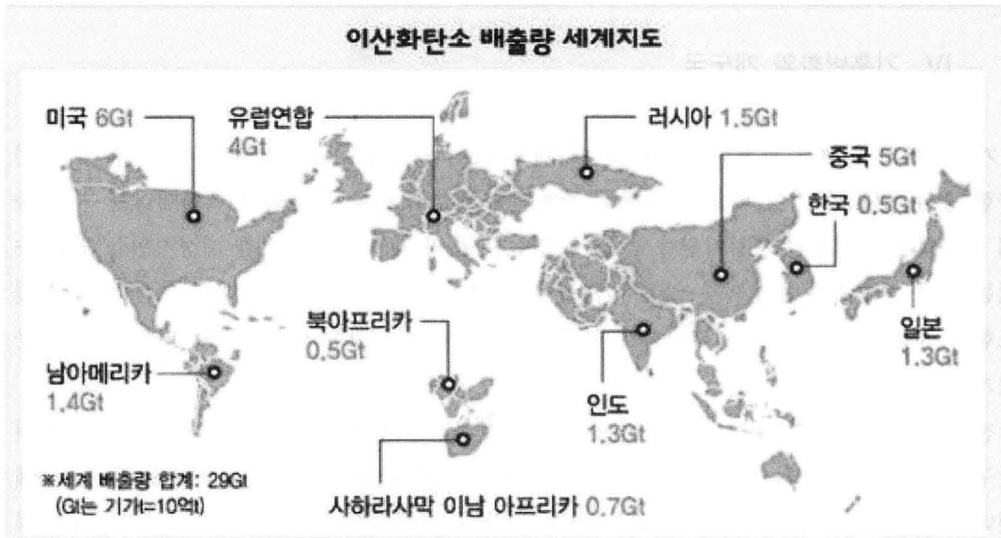 이산화탄소 배출량 세계지도
미국 6Gt
유럽연합
4Gt
러시아 1.5Gt
중국 5Gt
한국 0.5Gt
북아프리카
0.5Gt
일본
1.3Gt
남아메리카
1.4Gt
인도
1.3Gt
※세계 배출량 합계: 29Gt
(Gt는 기가t=10억t)
사하라사막 이남 아프리카 0.7Gt